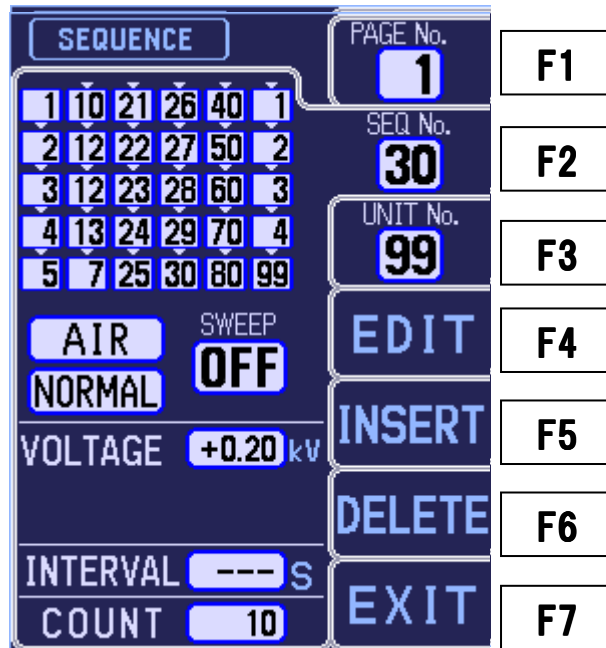 SEQUENCE
PAGE No.
1
F1
1 10 21 26 40 1
2 12 22 27 50 2
3 12 23 28 60 3
4 13 24 29 70 4
5 7 25 30 80 99
SEQ No.
30
F2
UNIT No.
99
F3
AIR
NORMAL
SWEEP
OFF
EDIT
F4
VOLTAGE +0.20 kV
INSERT
F5
DELETE
F6
INTERVAL --- S
COUNT 10
EXIT
F7